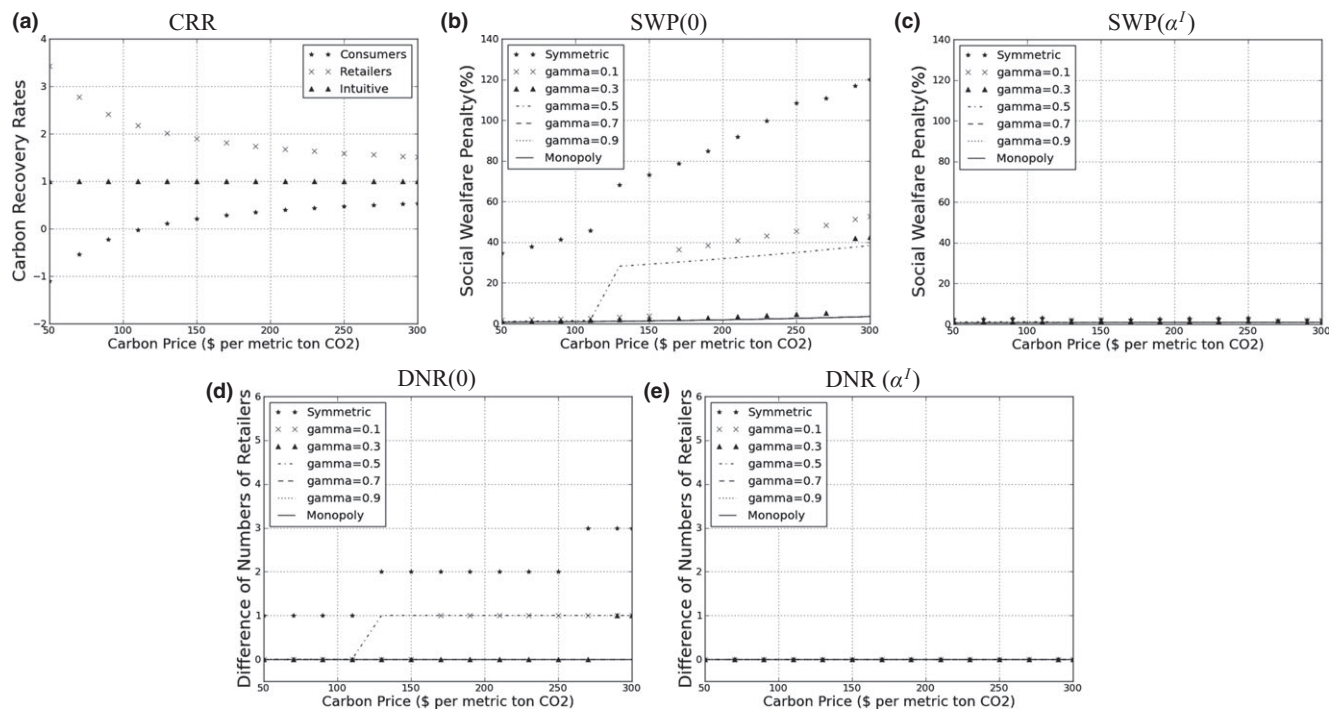 (a)
CRR
Carbon Recovery Rates
4
3
2
1
0
−1
−2
Consumers
Retailers
Intuitive
50 100 150 200 250 300
Carbon Price ($ per metric ton CO2)
(b)
SWP(0)
Social Wealfare Penalty(%)
140
120
100
80
60
40
20
0
Symmetric
gamma=0.1
gamma=0.3
gamma=0.5
gamma=0.7
gamma=0.9
Monopoly
50 100 150 200 250 300
Carbon Price ($ per metric ton CO2)
(c)
SWP(α^I)
Social Wealfare Penalty(%)
140
120
100
80
60
40
20
0
Symmetric
gamma=0.1
gamma=0.3
gamma=0.5
gamma=0.7
gamma=0.9
Monopoly
50 100 150 200 250 300
Carbon Price ($ per metric ton CO2)
(d)
DNR(0)
Difference of Numbers of Retailers
6
5
4
3
2
1
0
Symmetric
gamma=0.1
gamma=0.3
gamma=0.5
gamma=0.7
gamma=0.9
Monopoly
50 100 150 200 250 300
Carbon Price ($ per metric ton CO2)
(e)
DNR (α^I)
Difference of Numbers of Retailers
6
5
4
3
2
1
0
Symmetric
gamma=0.1
gamma=0.3
gamma=0.5
gamma=0.7
gamma=0.9
Monopoly
50 100 150 200 250 300
Carbon Price ($ per metric ton CO2)